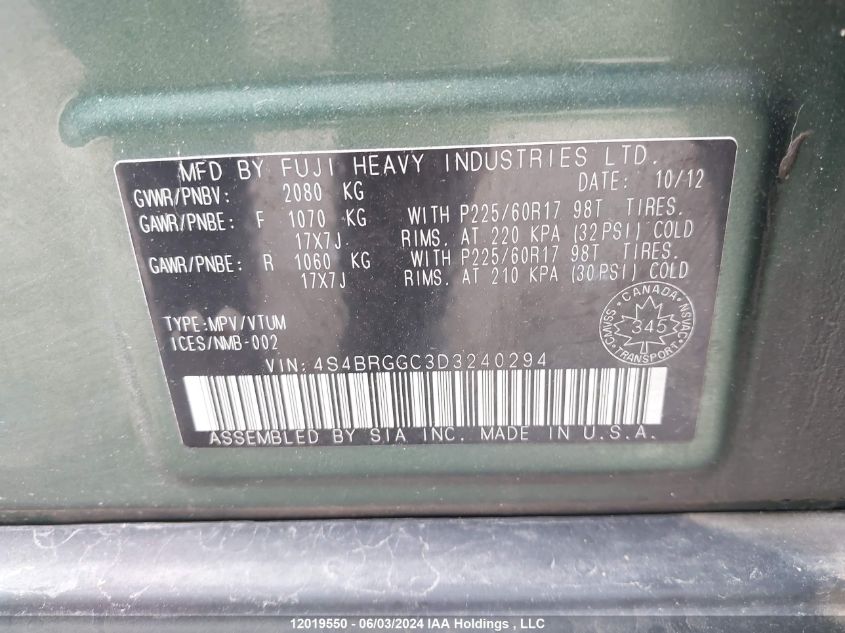 MFD BY FUJI HEAVY INDUSTRIES LTD.
GVWR/PNBV: 2080 KG DATE: 10/12
GAWR/PNBE: F 1070 KG WITH P225/60R17 98T TIRES.
17X7J RIMS. AT 220 KPA (32PSI) COLD
GAWR/PNBE: R 1060 KG WITH P225/60R17 98T TIRES.
17X7J RIMS. AT 210 KPA (30PSI) COLD
TYPE:MPV/VTUM
ICES/NMB-002
CANADA
CMVSS 345 NSVAC
TRANSPORT
VIN: 4S4BRGGC3D3240294
ASSEMBLED BY SIA INC. MADE IN U.S.A.
12019550 - 06/03/2024 IAA Holdings, LLC